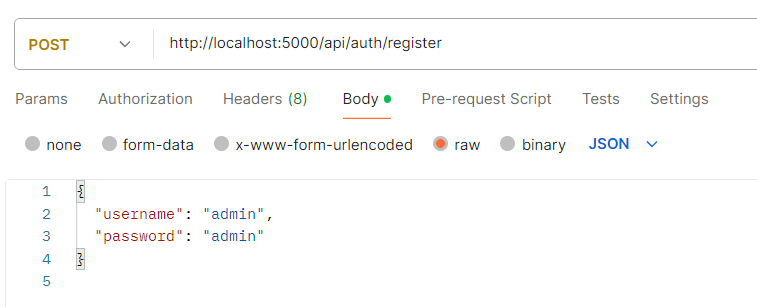 POST http://localhost:5000/api/auth/register
Params Authorization Headers (8) Body Pre-request Script Tests Settings
none form-data x-www-form-urlencoded raw binary JSON
1 {
2 "username": "admin",
3 "password": "admin"
4 }
5